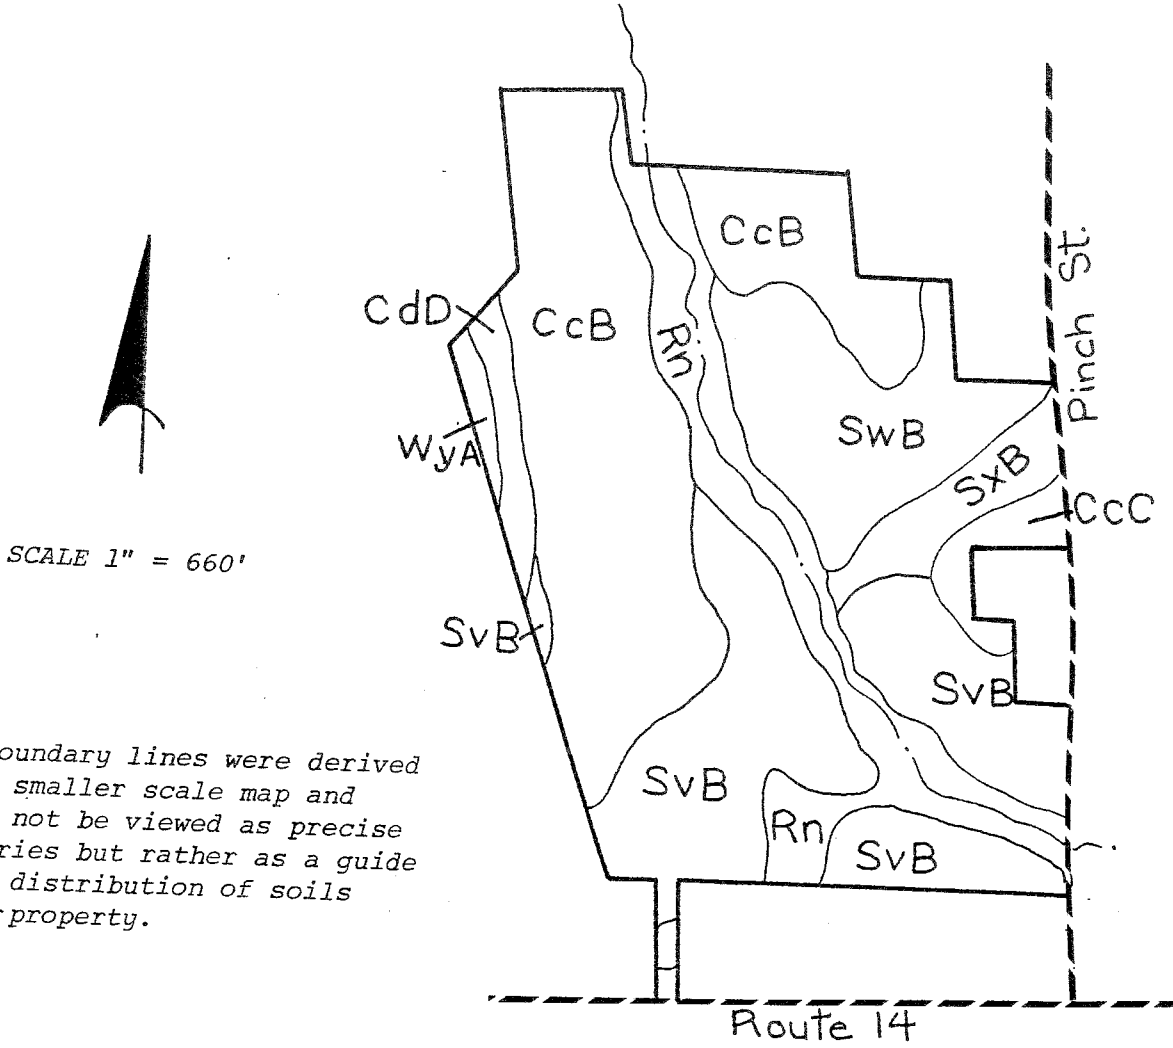 CcB
St.
CdD
CcB
Rn
Pinch
SwB
WyA
SxB
CcC
SCALE 1" = 660'
SvB
SvB
oundary lines were derived
smaller scale map and
SvB
not be viewed as precise
Rn
ries but rather as a guide
SvB
distribution of soils
property.
Route 14